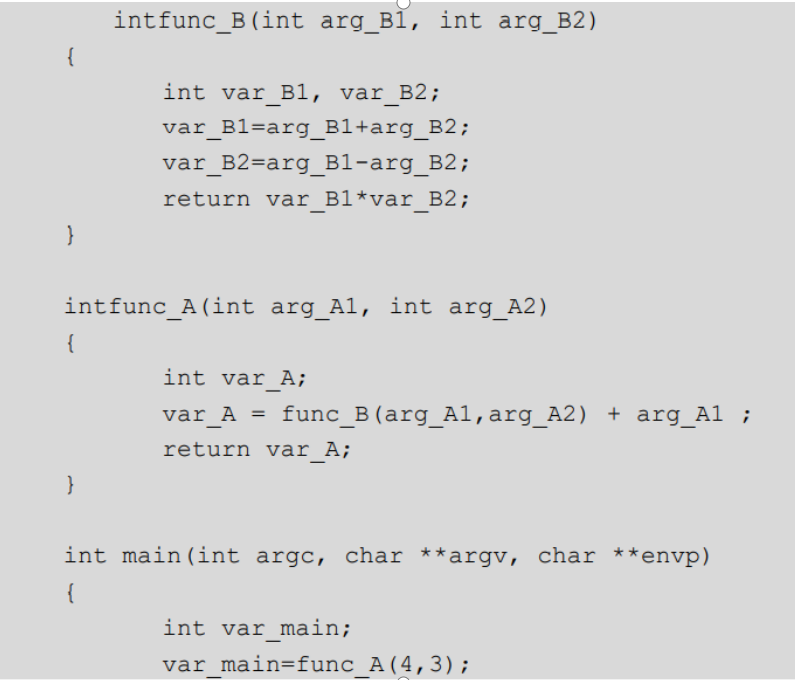 intfunc_B(int arg_B1, int arg_B2)
{
int var_B1, var_B2;
var_B1=arg_B1+arg_B2;
var_B2=arg_B1-arg_B2;
return var_B1*var_B2;
}
intfunc_A(int arg_A1, int arg_A2)
{
int var_A;
var_A = func_B(arg_A1,arg_A2) + arg_A1 ;
return var_A;
}
int main(int argc, char **argv, char **envp)
{
int var_main;
var_main=func_A(4,3);